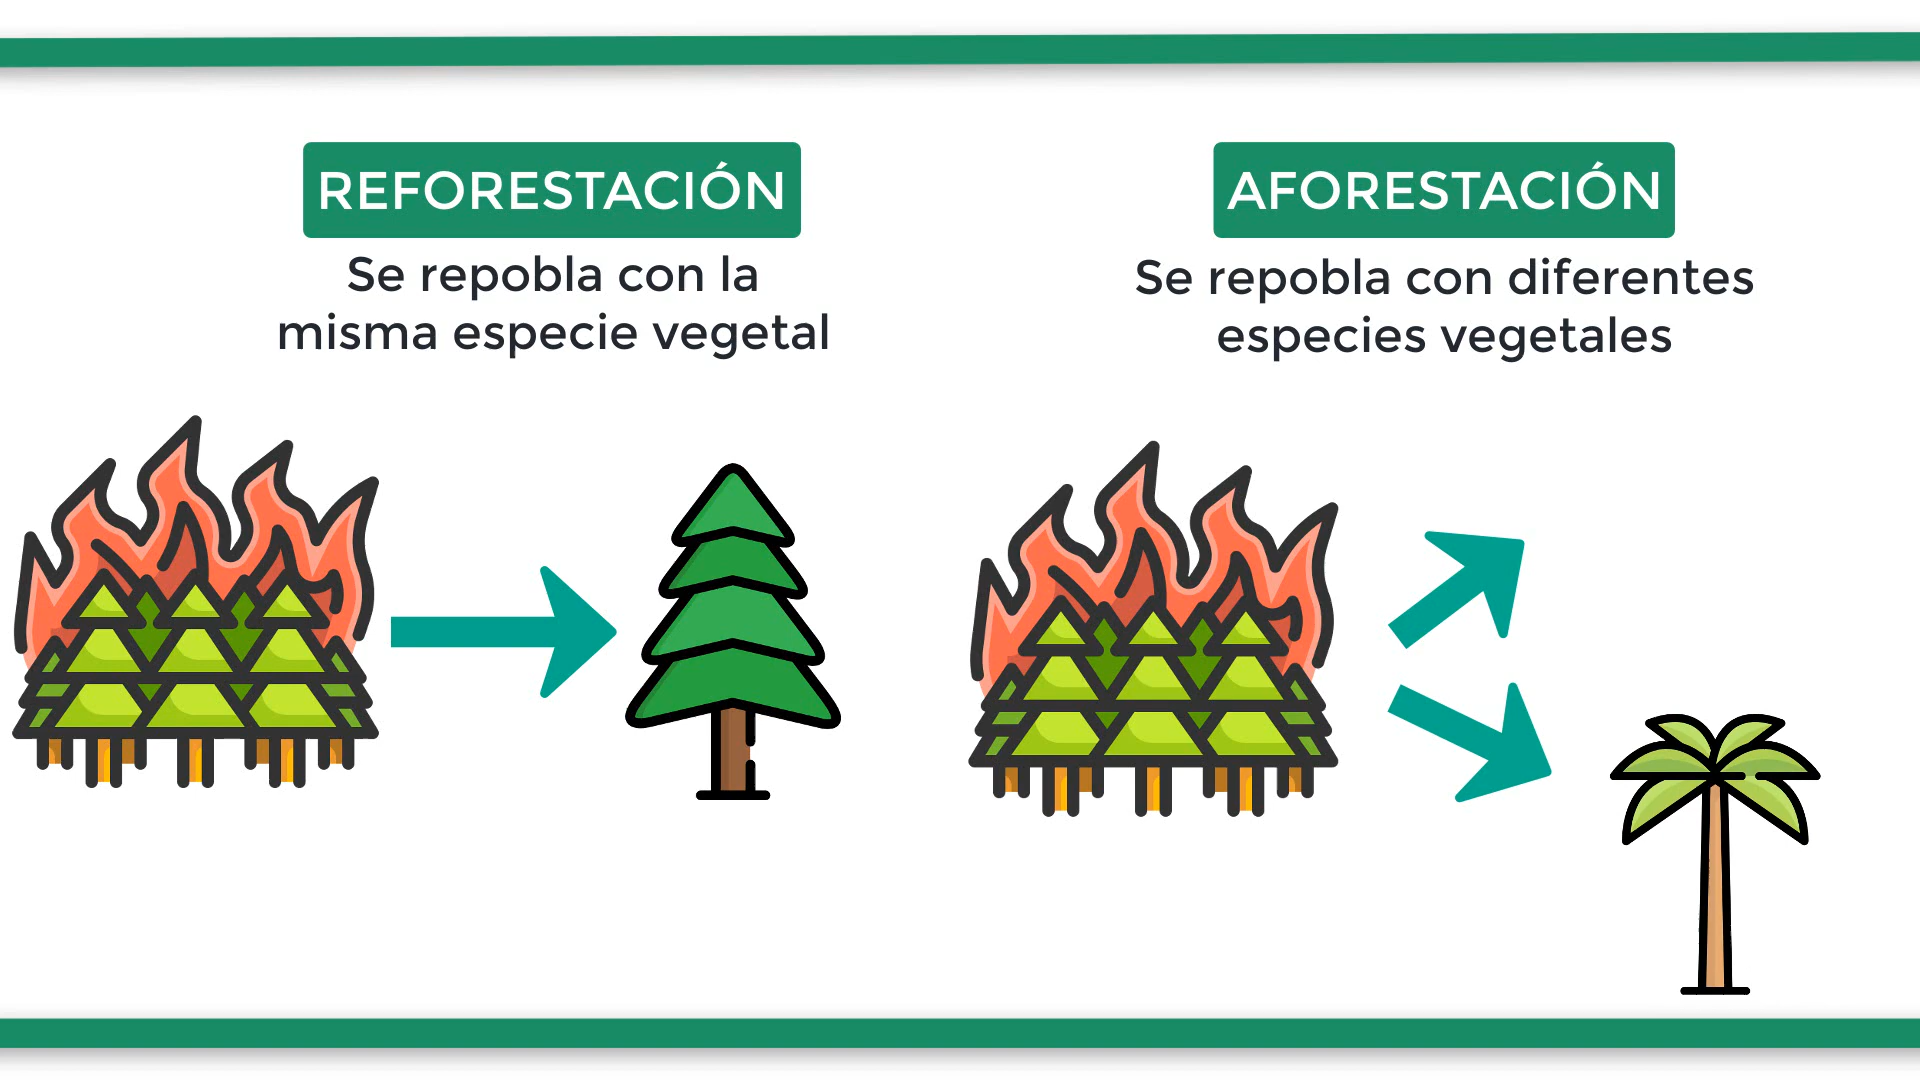 REFORESTACIÓN
Se repobla con la
misma especie vegetal
AFORESTACIÓN
Se repobla con diferentes
especies vegetales